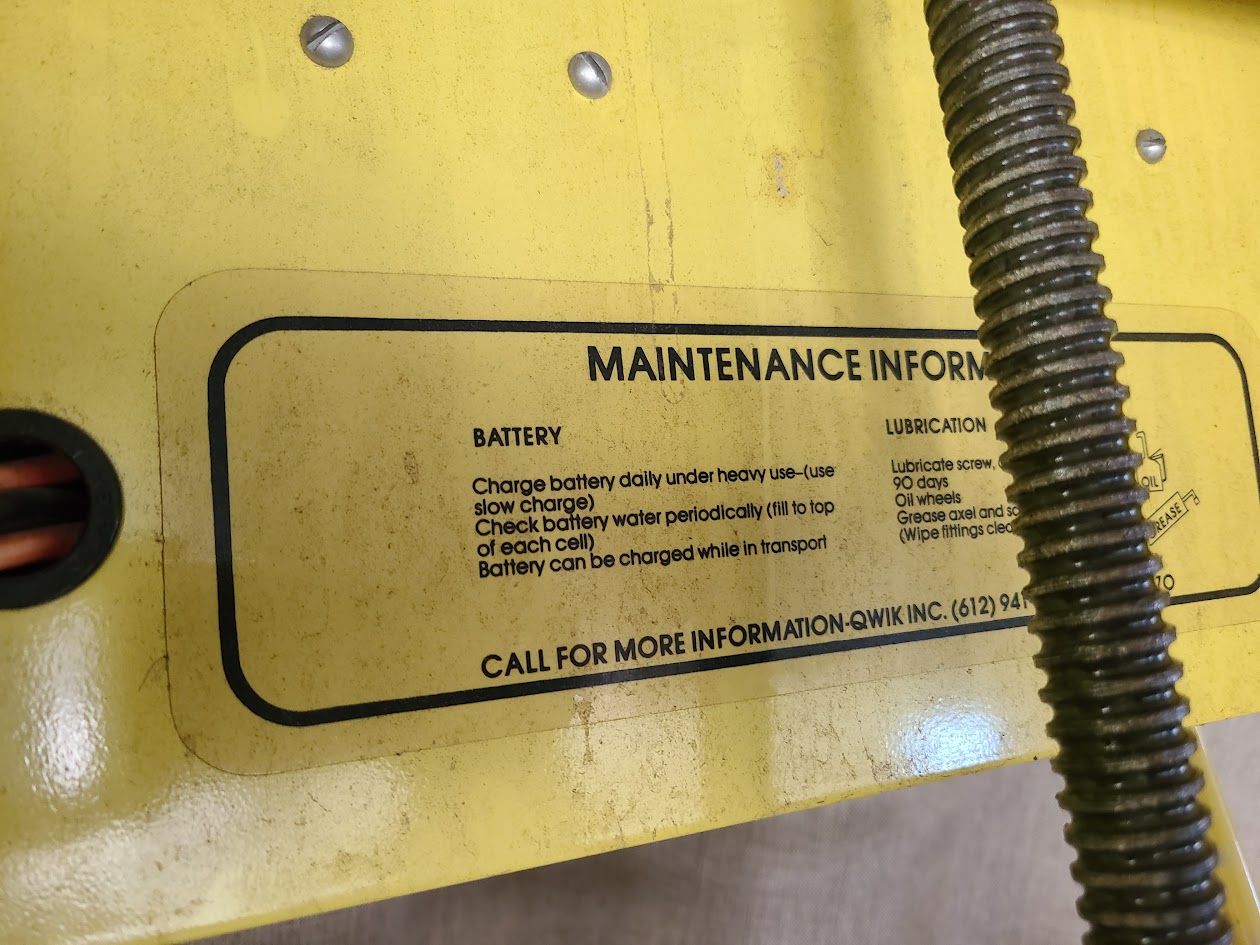 MAINTENANCE
BATTERY
Charge battery daily under heavy use-(use
slow charge)
Check battery water periodically (fill to top
of each cell)
Battery can be charged while in transport
LUBRICATION
Lubricate screw,
90 days
Oil wheels
Grease axel and
(Wipe fittings
OIL
GREASE
CALL FOR MORE INFORMATION-QWIK INC. (612)